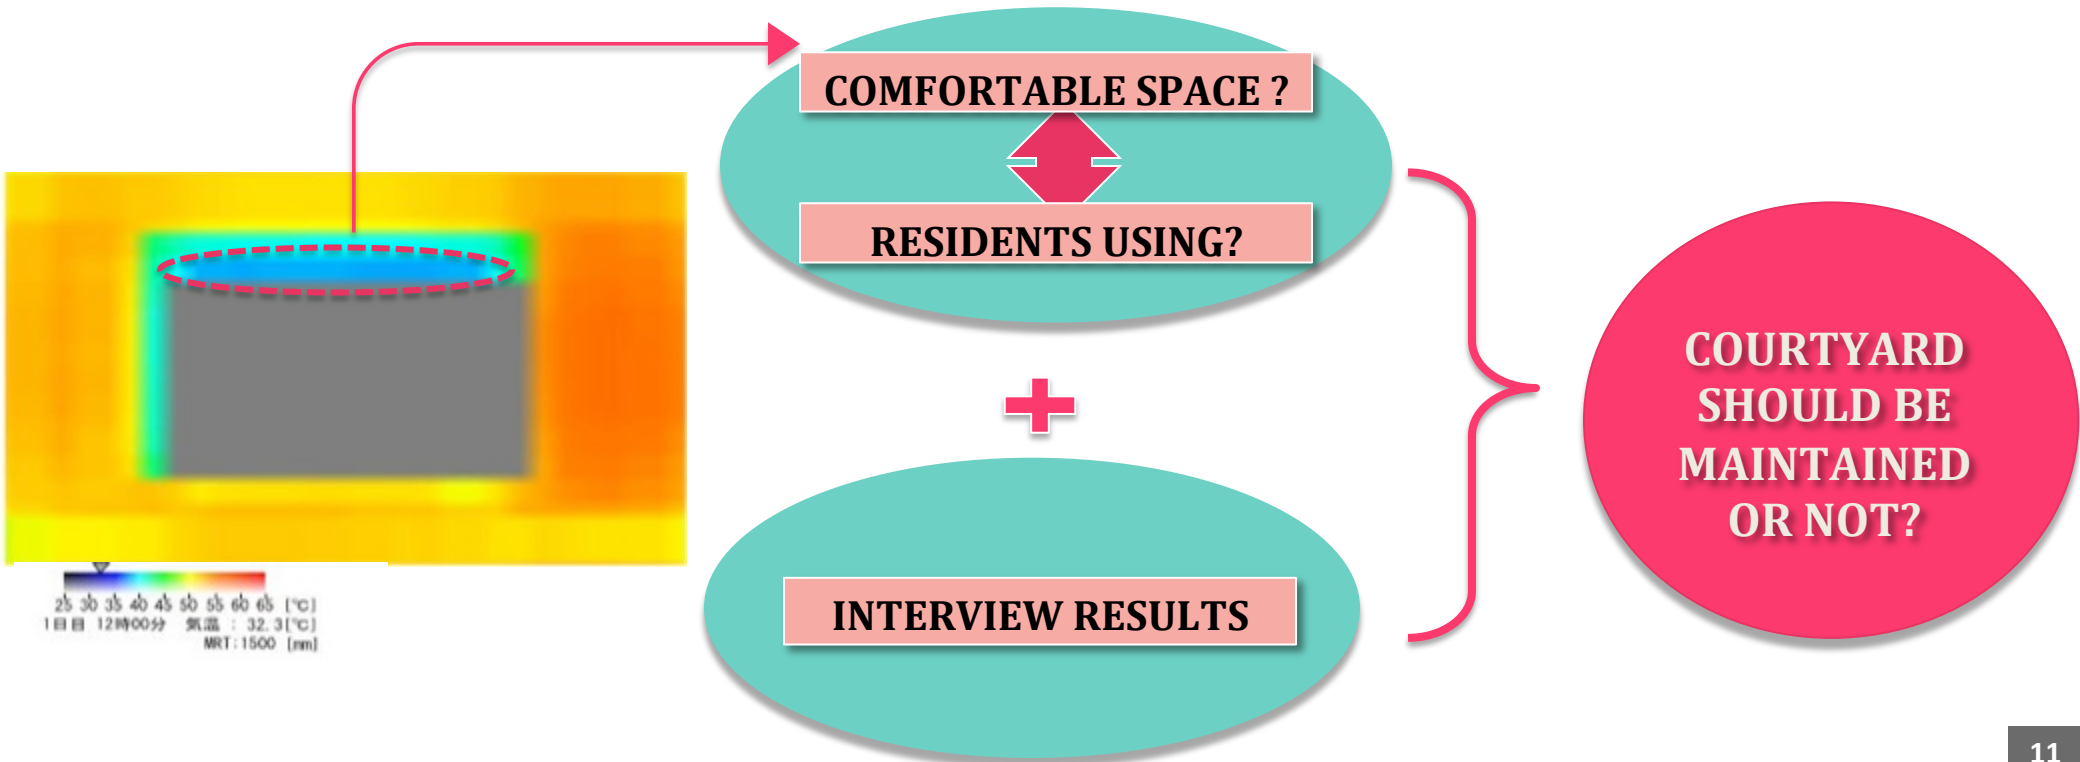 COMFORTABLE SPACE ?
RESIDENTS USING?
INTERVIEW RESULTS
COURTYARD
SHOULD BE
MAINTAINED
OR NOT?
25 30 35 40 45 50 55 60 65 [℃]
1日目 12時00分 気温 : 32.3[℃]
MRT:1500 [mm]
11